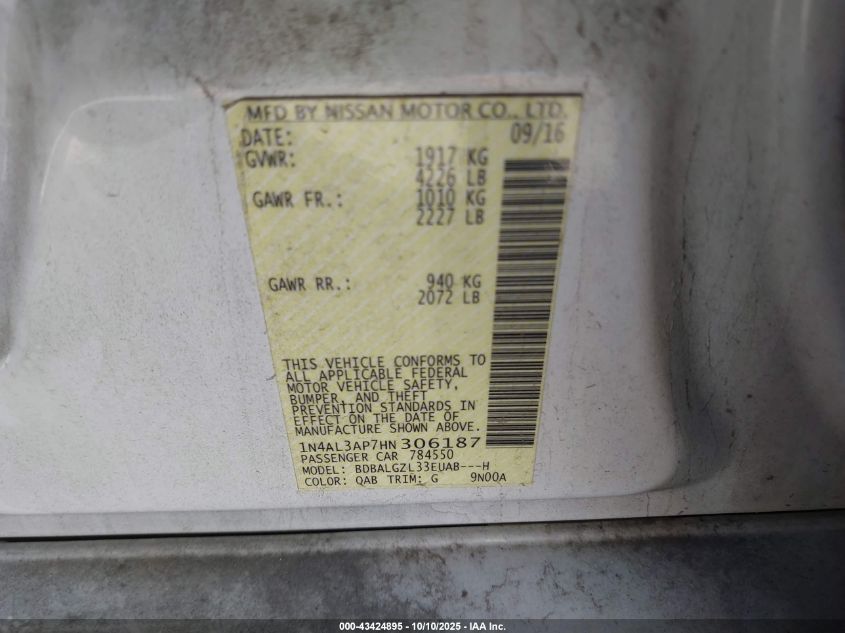 MFD BY NISSAN MOTOR CO., LTD.
DATE: 09/16
GVWR: 1917 KG
4226 LB
GAWR FR.: 1010 KG
2227 LB
GAWR RR.: 940 KG
2072 LB
THIS VEHICLE CONFORMS TO
ALL APPLICABLE FEDERAL
MOTOR VEHICLE SAFETY,
BUMPER, AND THEFT
PREVENTION STANDARDS IN
EFFECT ON THE DATE OF
MANUFACTURE SHOWN ABOVE.
1N4AL3AP7HN306187
PASSENGER CAR 784550
MODEL: BDBALGZL33EUAB---H
COLOR: QAB TRIM: G 9N00A
000-43424895 - 10/10/2025 - IAA Inc.